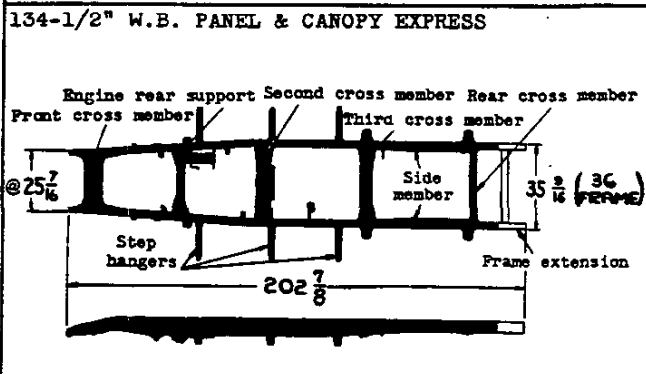 134-1/2" W.B. PANEL & CANOPY EXPRESS
Engine rear support Second cross member Rear cross member
Front cross member Third cross member
@ 25 7/16 Side member 35 9/16 (36 FRAME)
Step hangers
Frame extension
202 7/8